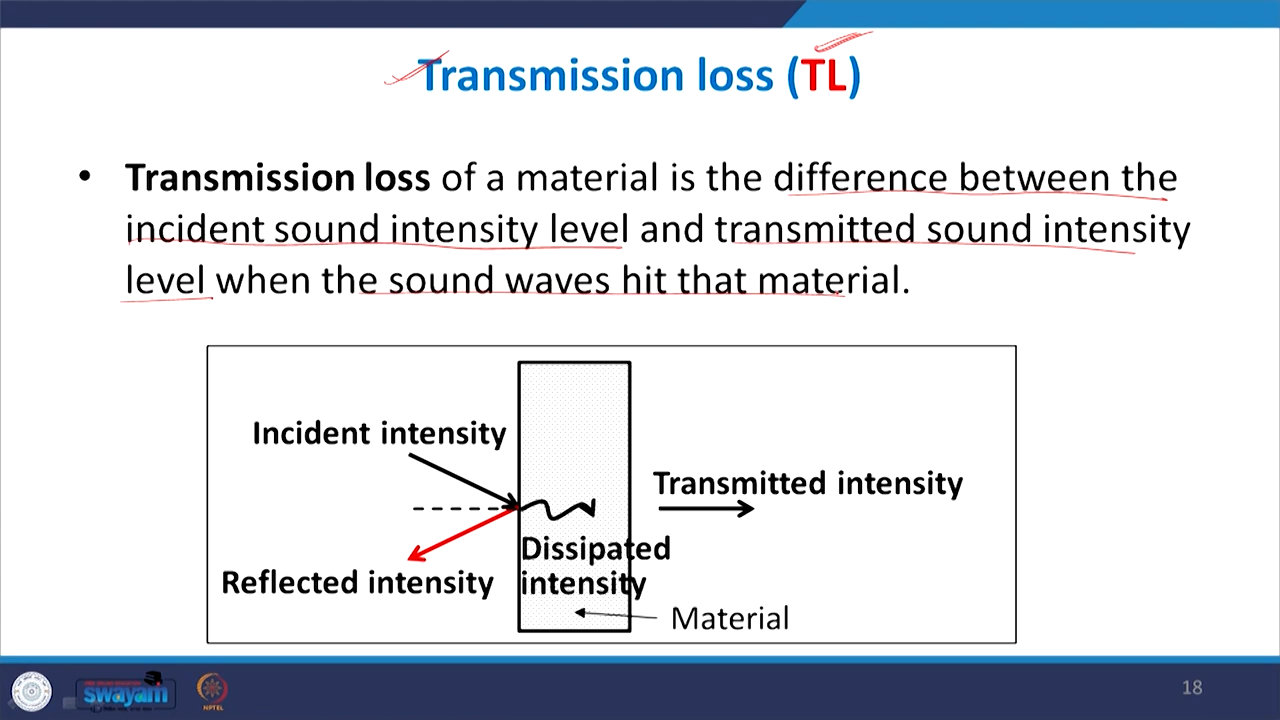 Transmission loss (TL)
• Transmission loss of a material is the difference between the
incident sound intensity level and transmitted sound intensity
level when the sound waves hit that material.
Incident intensity
Transmitted intensity
Dissipated
intensity
Reflected intensity
Material
swayam
NPTEL
18